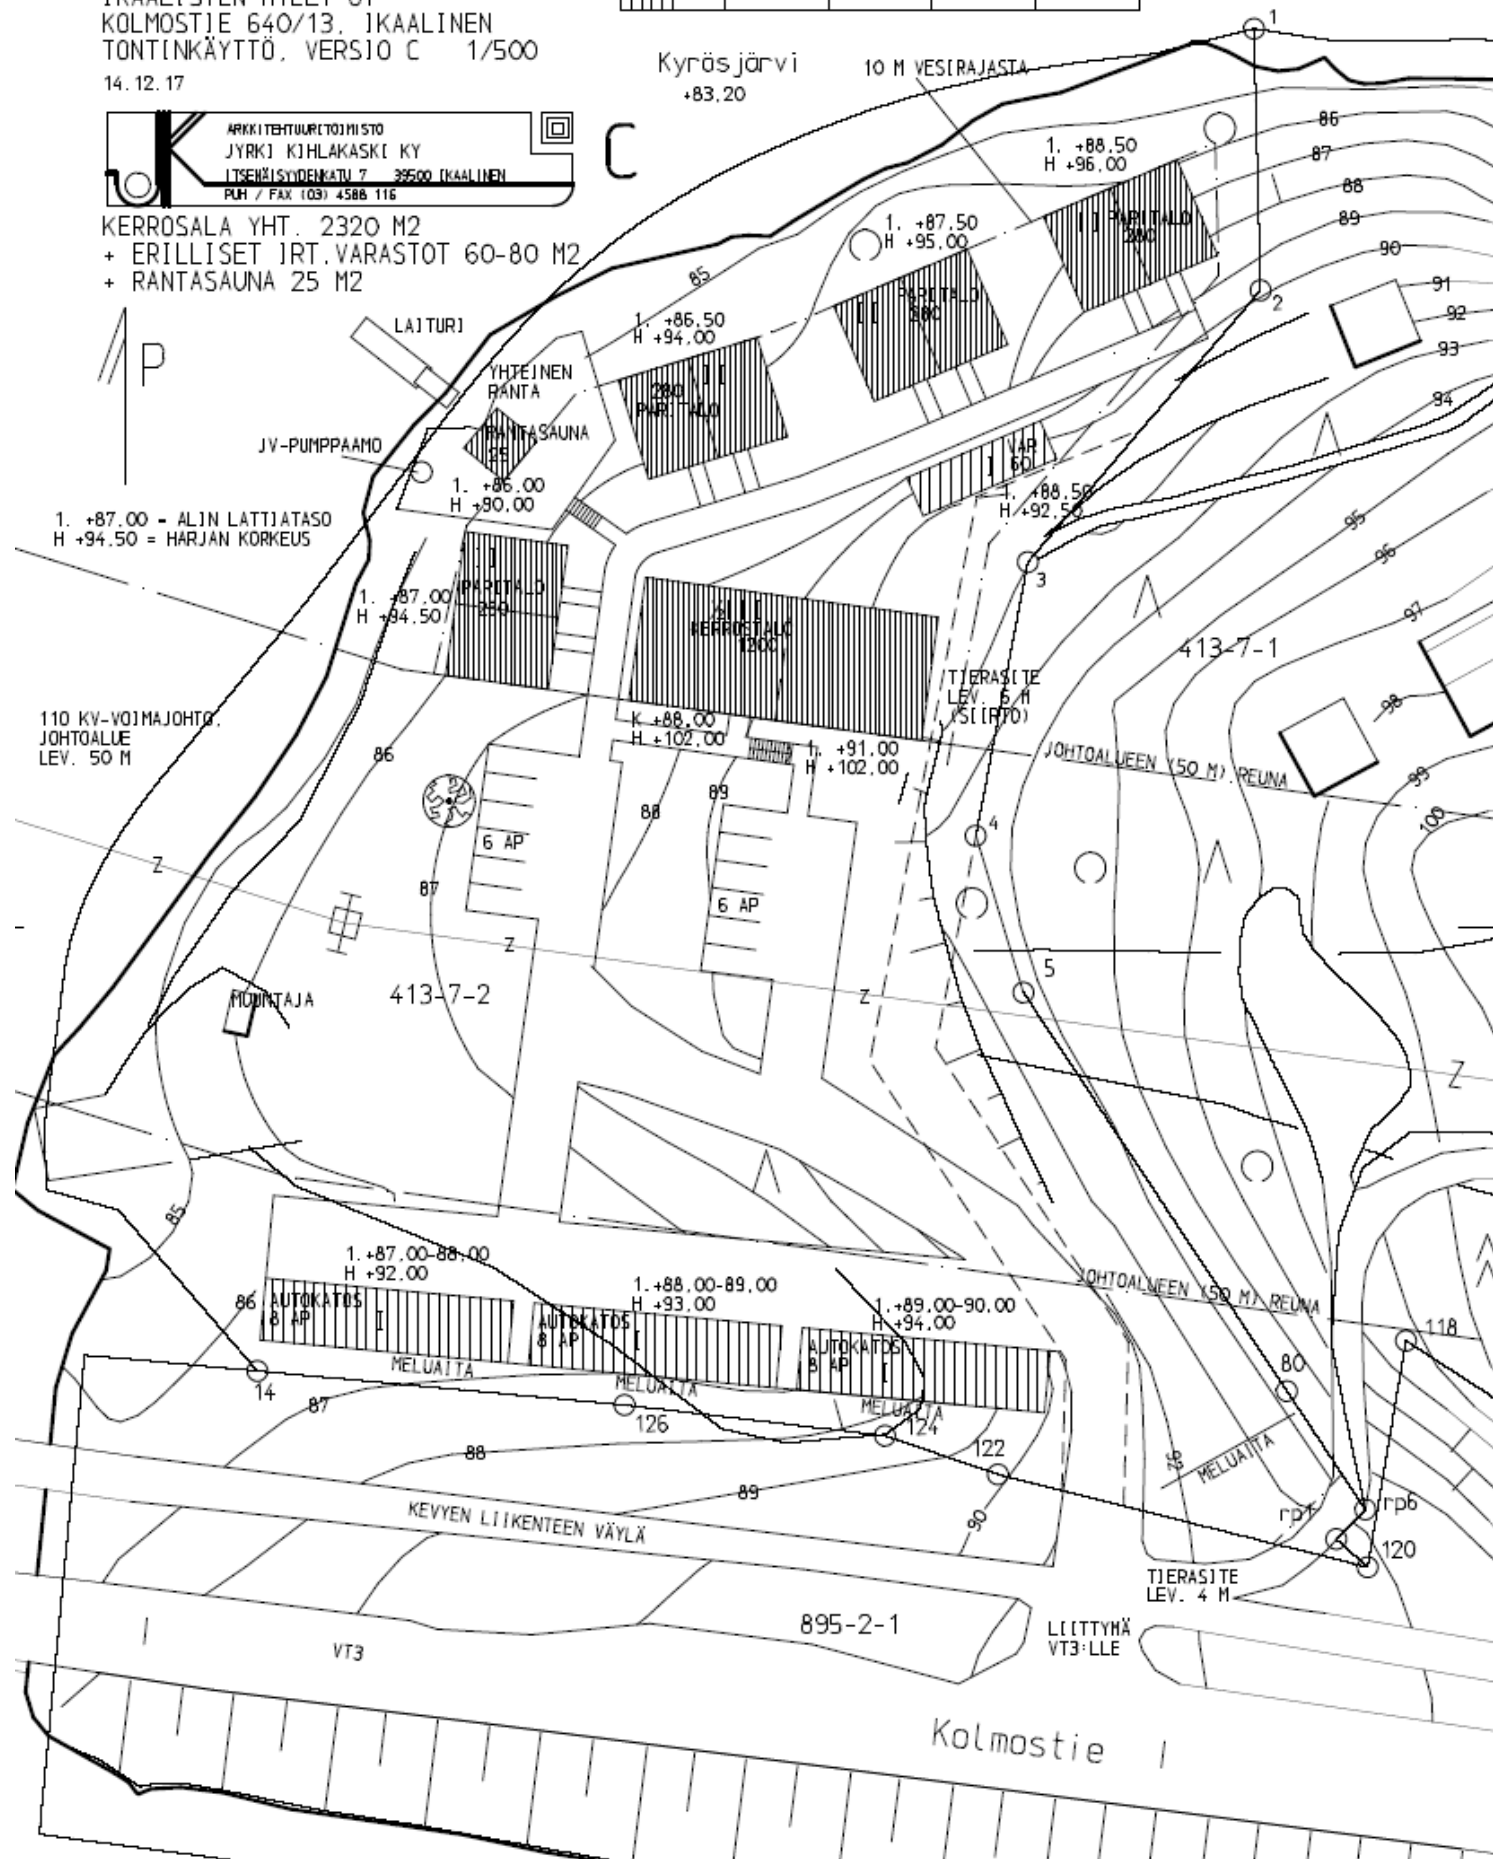 KOLMOSTIE 640/13, IKAALINEN
TONTINKÄYTTÖ, VERSIO C 1/500
14.12.17
ARKKITEHTUURITOIMISTO
JYRKI KIHLAKASKI KY
ITSENÄISYYDENKATU 7 39500 IKAALINEN
PUH / FAX (03) 4588 116
C
KERROSALA YHT. 2320 M2
+ ERILLISET IRT.VARASTOT 60-80 M2
+ RANTASAUNA 25 M2
P
Kyrösjärvi
+83,20
10 M VESIRAJASTA
1
1. +88.50
H +96.00
86
87
88
89
90
91
92
93
94
II PARITALO
280
1. +87.50
H +95.00
II PARITALO
280
2
85
1. +86.50
H +94.00
II
280
PARITALO
LAITURI
YHTEINEN
RANTA
RANTASAUNA
25
JV-PUMPPAAMO
1. +86.00
H +90.00
VAR
I 60
1. +88.50
H +92.50
1. +87.00 - ALIN LATTIATASO
H +94.50 = HARJAN KORKEUS
95
96
97
98
99
100
3
PARITALO
280
1. +87.00
H +94.50
KERROSTALO
1200
413-7-1
TIERASITE
LEV. 6 M
(SIIRTO)
110 KV-VOIMAJOHTO,
JOHTOALUE
LEV. 50 M
K +88.00
H +102.00
1. +91.00
H +102.00
JOHTOALUEEN (50 M) REUNA
86
88
89
6 AP
4
87
6 AP
Z
Z
Z
Z
5
MUUNTAJA
413-7-2
85
1.+87.00-88.00
H +92.00
1.+88.00-89.00
H +93.00
1.+89.00-90.00
H +94.00
JOHTOALUEEN (50 M) REUNA
86
AUTOKATOS
8 AP I
AUTOKATOS
8 AP I
AUTOKATOS
8 AP I
118
80
MELUAITA
MELUAITA
MELUAITA
14
87
126
124
122
88
89
90
MELUAITA
rp6
120
KEVYEN LIIKENTEEN VÄYLÄ
TIERASITE
LEV. 4 M
895-2-1
LIITTYMÄ
VT3:LLE
VT3
Kolmostie